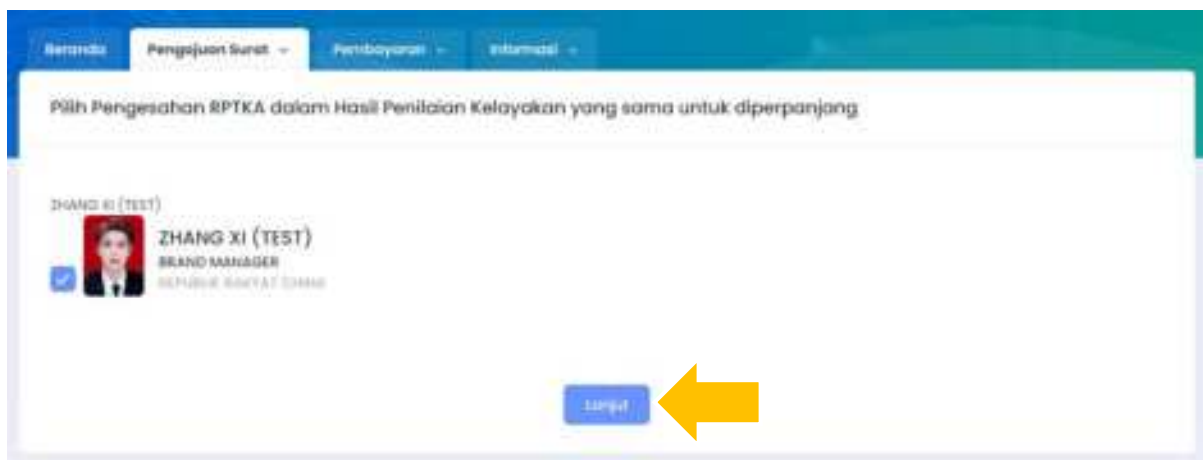 Beranda Pengajuan Surat Pembayaran Informasi
Pilih Pengesahan RPTKA dalam Hasil Penilaian Kelayakan yang sama untuk diperpanjang
ZHANG XI (TEST)
ZHANG XI (TEST)
BRAND MANAGER
REPUBLIK RAKYAT CHINA
Lanjut